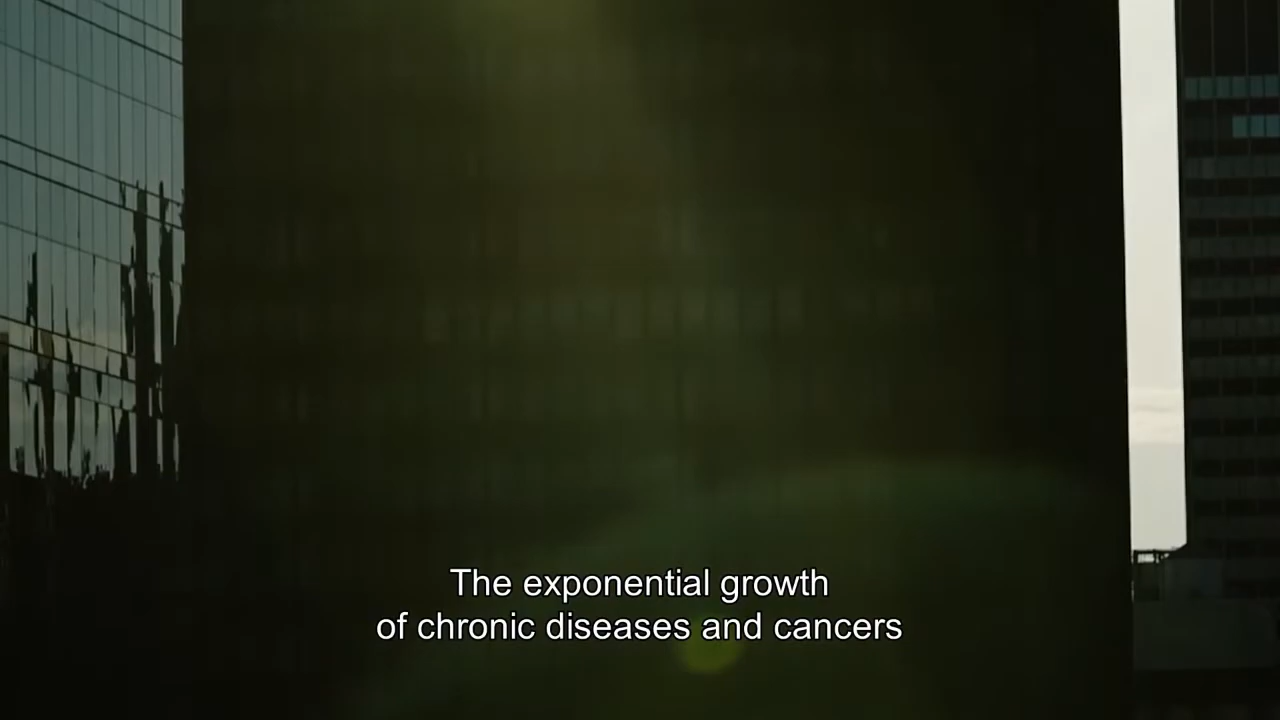 The exponential growth
of chronic diseases and cancers